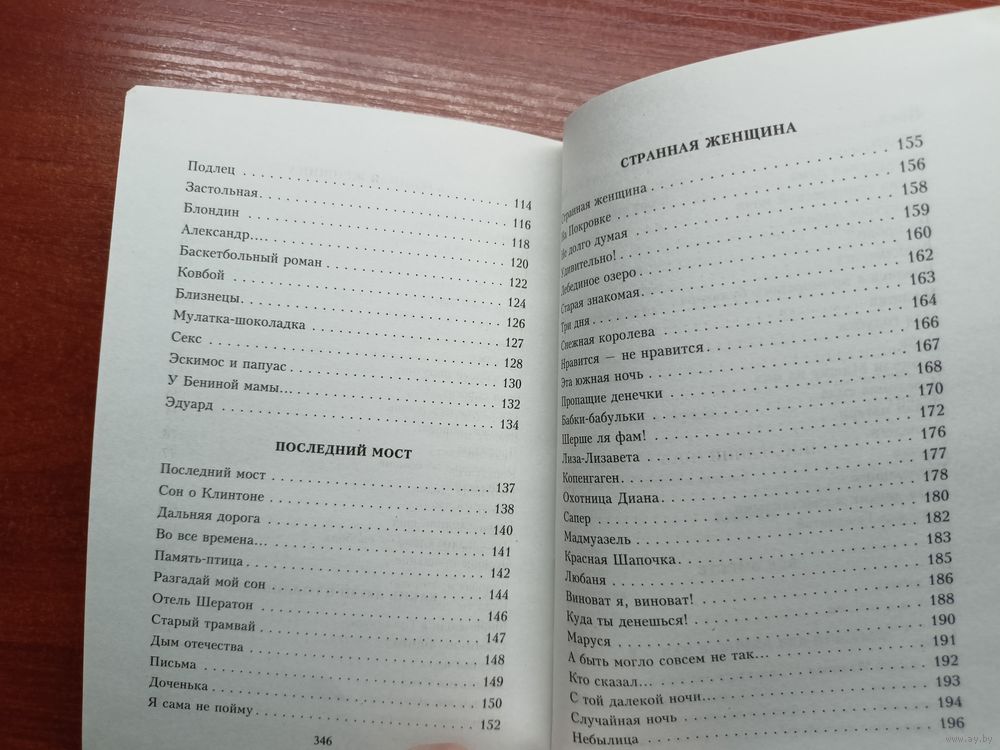 Подлец . . . . . . . . . . 114
Застольная. . . . . . . . . . 116
Блондин . . . . . . . . . . 118
Александр.... . . . . . . . . . . 120
Баскетбольный роман . . . . . . . . . . 122
Ковбой . . . . . . . . . . 124
Близнецы. . . . . . . . . . 126
Мулатка-шоколадка . . . . . . . . . . 127
Секс . . . . . . . . . . 128
Эскимос и папуас . . . . . . . . . . 130
У Бениной мамы... . . . . . . . . . . 132
Эдуард . . . . . . . . . . 134
ПОСЛЕДНИЙ МОСТ
Последний мост . . . . . . . . . . 137
Сон о Клинтоне . . . . . . . . . . 138
Дальняя дорога . . . . . . . . . . 140
Во все времена... . . . . . . . . . . 141
Память-птица . . . . . . . . . . 142
Разгадай мой сон . . . . . . . . . . 144
Отель Шератон . . . . . . . . . . 146
Старый трамвай . . . . . . . . . . 147
Дым отечества . . . . . . . . . . 148
Письма . . . . . . . . . . 149
Доченька . . . . . . . . . . 150
Я сама не пойму. . . . . . . . . . 152
346
СТРАННАЯ ЖЕНЩИНА
Странная женщина . . . . . . . . . . 155
На Покровке . . . . . . . . . . 156
Не долго думая . . . . . . . . . . 158
Удивительно! . . . . . . . . . . 159
Лебединое озеро . . . . . . . . . . 160
Старая знакомая. . . . . . . . . . 162
Три дня . . . . . . . . . . 163
Снежная королева . . . . . . . . . . 164
Нравится — не нравится . . . . . . . . . . 166
Эта южная ночь . . . . . . . . . . 167
Пропащие денечки . . . . . . . . . . 168
Бабки-бабульки . . . . . . . . . . 170
Шерше ля фам! . . . . . . . . . . 172
Лиза-Лизавета . . . . . . . . . . 176
Копенгаген. . . . . . . . . . 177
Охотница Диана. . . . . . . . . . 178
Сапер . . . . . . . . . . 180
Мадмуазель . . . . . . . . . . 182
Красная Шапочка. . . . . . . . . . 183
Любаня . . . . . . . . . . 185
Виноват я, виноват! . . . . . . . . . . 186
Куда ты денешься! . . . . . . . . . . 188
Маруся . . . . . . . . . . 190
А быть могло совсем не так... . . . . . . . . . . 191
Кто сказал... . . . . . . . . . . 192
С той далекой ночи... . . . . . . . . . . 193
Случайная ночь . . . . . . . . . . 194
Небылица . . . . . . . . . . 196
www.ay.by